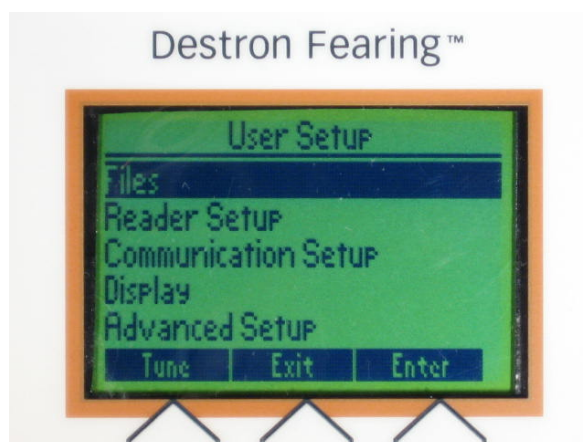 Destron Fearing™
User Setup
Files
Reader Setup
Communication Setup
Display
Advanced Setup
Tune Exit Enter